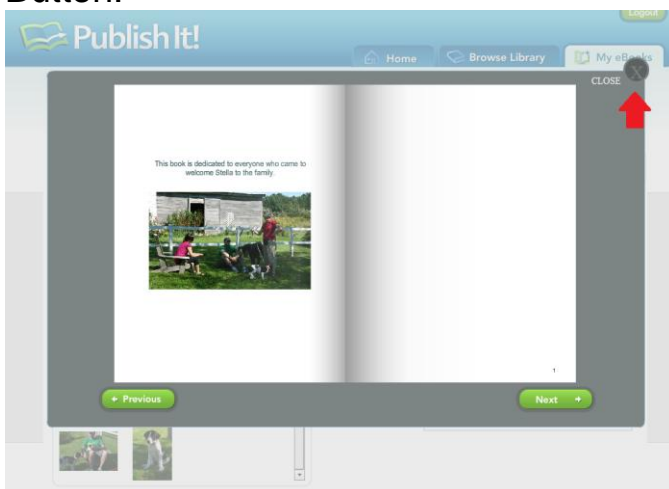 Button.
Logout
Publish It!
Home
Browse Library
My eBooks
CLOSE X
This book is dedicated to everyone who came to
welcome Stella to the family.
1
Previous
Next